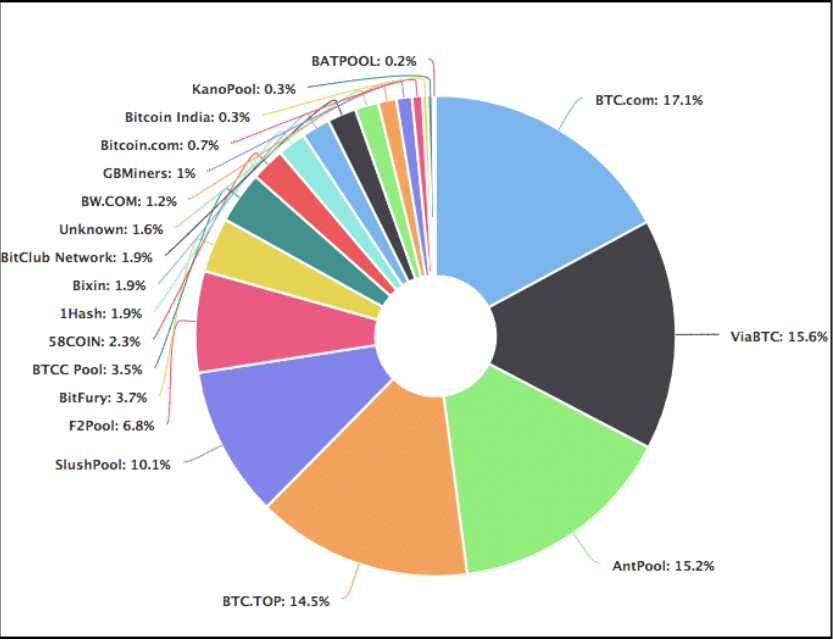 BATPOOL: 0.2%
KanoPool: 0.3%
Bitcoin India: 0.3%
Bitcoin.com: 0.7%
GBMiners: 1%
BW.COM: 1.2%
Unknown: 1.6%
BitClub Network: 1.9%
Bixin: 1.9%
1Hash: 1.9%
58COIN: 2.3%
BTCC Pool: 3.5%
BitFury: 3.7%
F2Pool: 6.8%
SlushPool: 10.1%
BTC.TOP: 14.5%
BTC.com: 17.1%
ViaBTC: 15.6%
AntPool: 15.2%